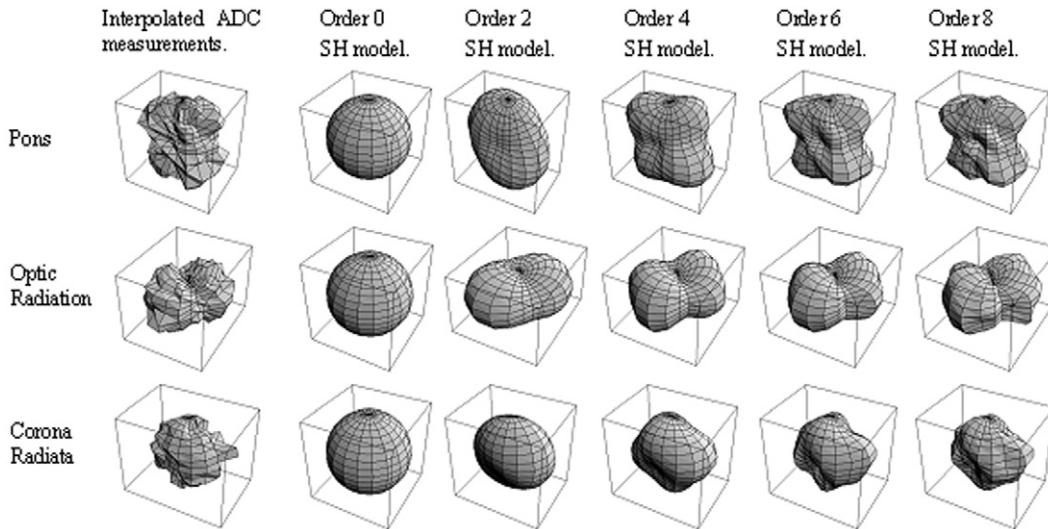 Interpolated ADC measurements.
Order 0 SH model.
Order 2 SH model.
Order 4 SH model.
Order 6 SH model.
Order 8 SH model.
Pons
Optic Radiation
Corona Radiata